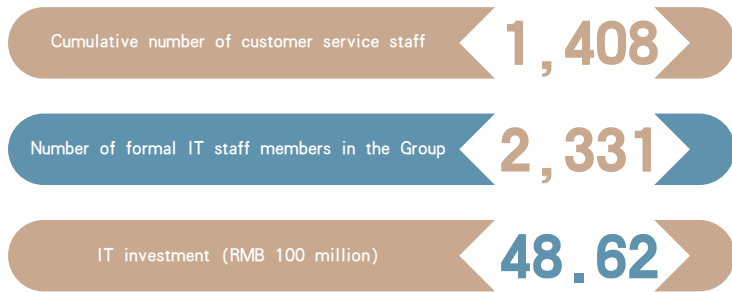 Cumulative number of customer service staff 1,408
Number of formal IT staff members in the Group 2,331
IT investment (RMB 100 million) 48.62